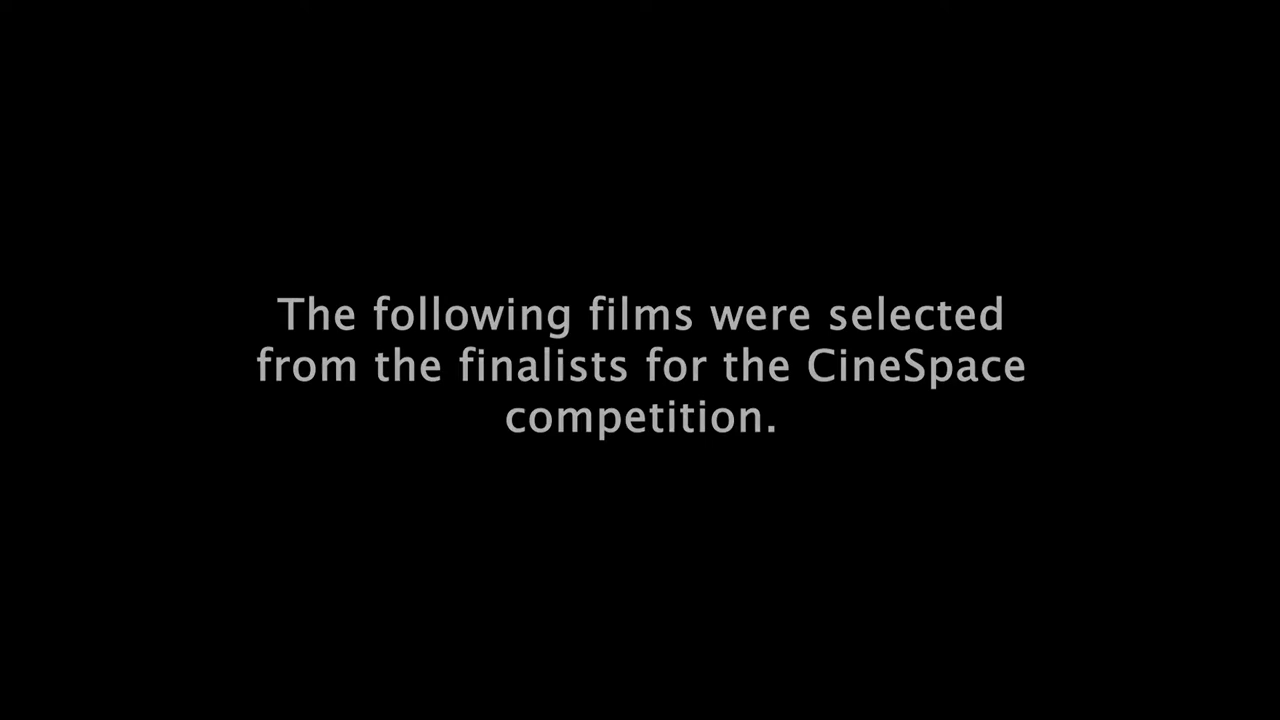 The following films were selected
from the finalists for the CineSpace
competition.